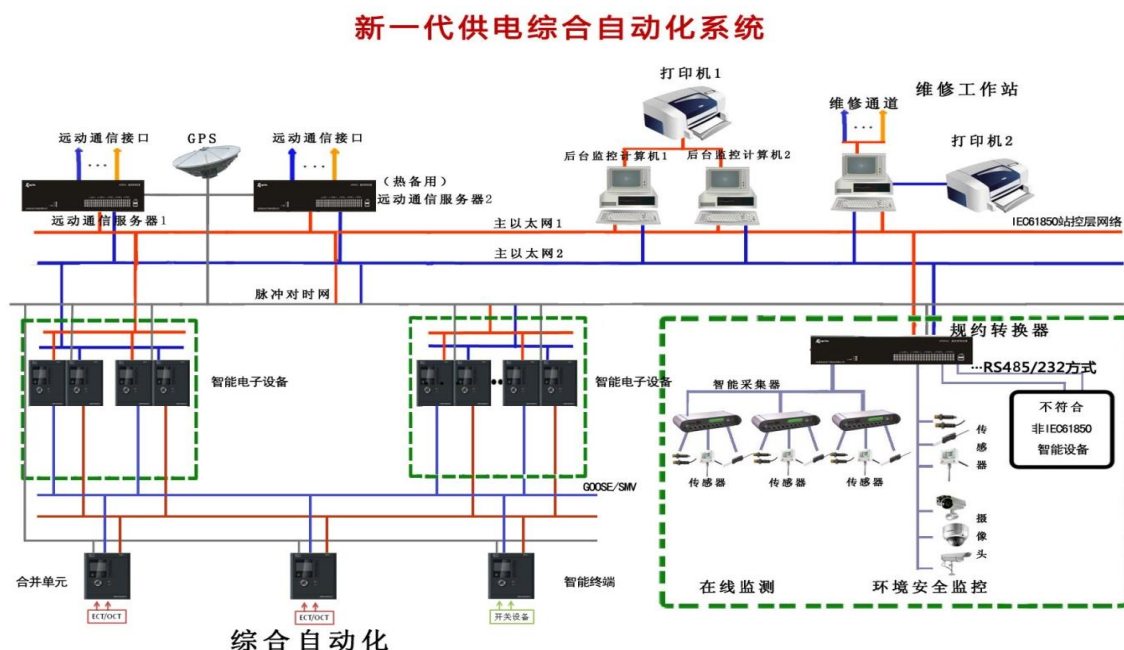 新一代供电综合自动化系统
打印机1
维修工作站
维修通道
远动通信接口
GPS
远动通信接口
后台监控计算机1
后台监控计算机2
打印机2
（热备用）
远动通信服务器1
远动通信服务器2
主以太网1
IEC61850站控层网络
主以太网2
脉冲对时网
规约转换器
…RS485/232方式
智能电子设备
智能电子设备
智能采集器
不符合
非IEC61850
智能设备
传感器
传感器
传感器
传感器
GOOSE/SMV
摄像头
合并单元
智能终端
在线监测
环境安全监控
ECT/OCT
ECT/OCT
开关设备
综合自动化